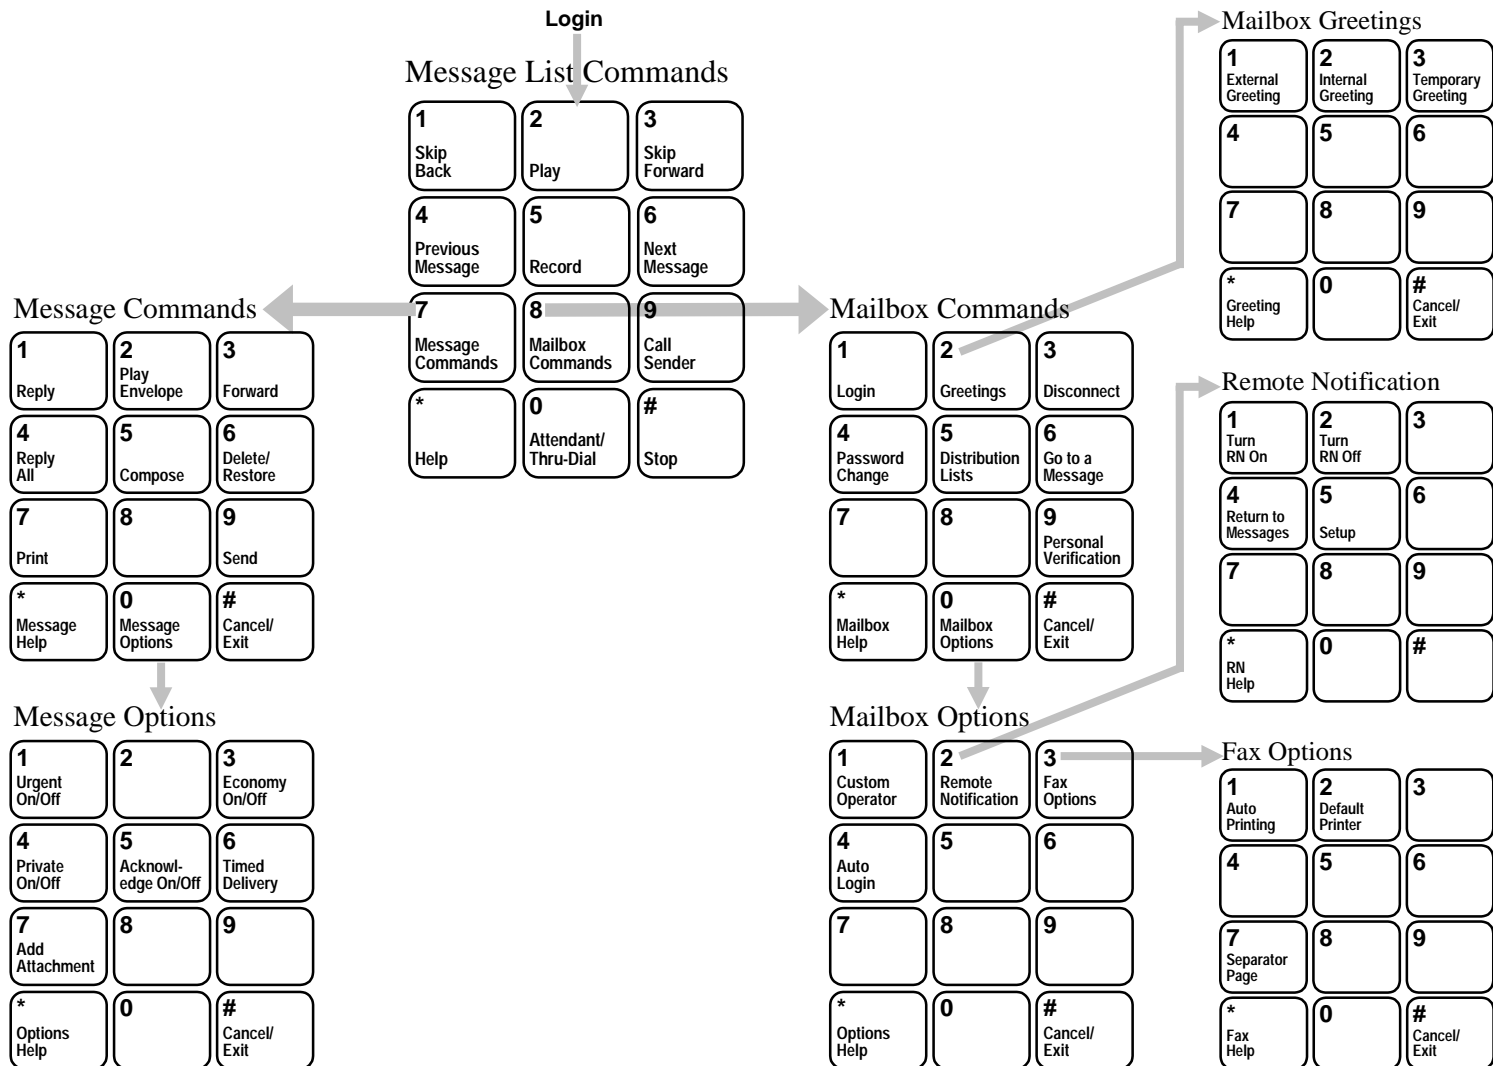 Login
Message List Commands
1
Skip
Back
2
Play
3
Skip
Forward
4
Previous
Message
5
Record
6
Next
Message
7
Message
Commands
8
Mailbox
Commands
9
Call
Sender
*
Help
0
Attendant/
Thru-Dial
#
Stop
Message Commands
1
Reply
2
Play
Envelope
3
Forward
4
Reply
All
5
Compose
6
Delete/
Restore
7
Print
8
9
Send
*
Message
Help
0
Message
Options
#
Cancel/
Exit
Message Options
1
Urgent
On/Off
2
3
Economy
On/Off
4
Private
On/Off
5
Acknowl-
edge On/Off
6
Timed
Delivery
7
Add
Attachment
8
9
*
Options
Help
0
#
Cancel/
Exit
Mailbox Commands
1
Login
2
Greetings
3
Disconnect
4
Password
Change
5
Distribution
Lists
6
Go to a
Message
7
8
9
Personal
Verification
*
Mailbox
Help
0
Mailbox
Options
#
Cancel/
Exit
Mailbox Options
1
Custom
Operator
2
Remote
Notification
3
Fax
Options
4
Auto
Login
5
6
7
8
9
*
Options
Help
0
#
Cancel/
Exit
Mailbox Greetings
1
External
Greeting
2
Internal
Greeting
3
Temporary
Greeting
4
5
6
7
8
9
*
Greeting
Help
0
#
Cancel/
Exit
Remote Notification
1
Turn
RN On
2
Turn
RN Off
3
4
Return to
Messages
5
Setup
6
7
8
9
*
RN
Help
0
#
Fax Options
1
Auto
Printing
2
Default
Printer
3
4
5
6
7
Separator
Page
8
9
*
Fax
Help
0
#
Cancel/
Exit